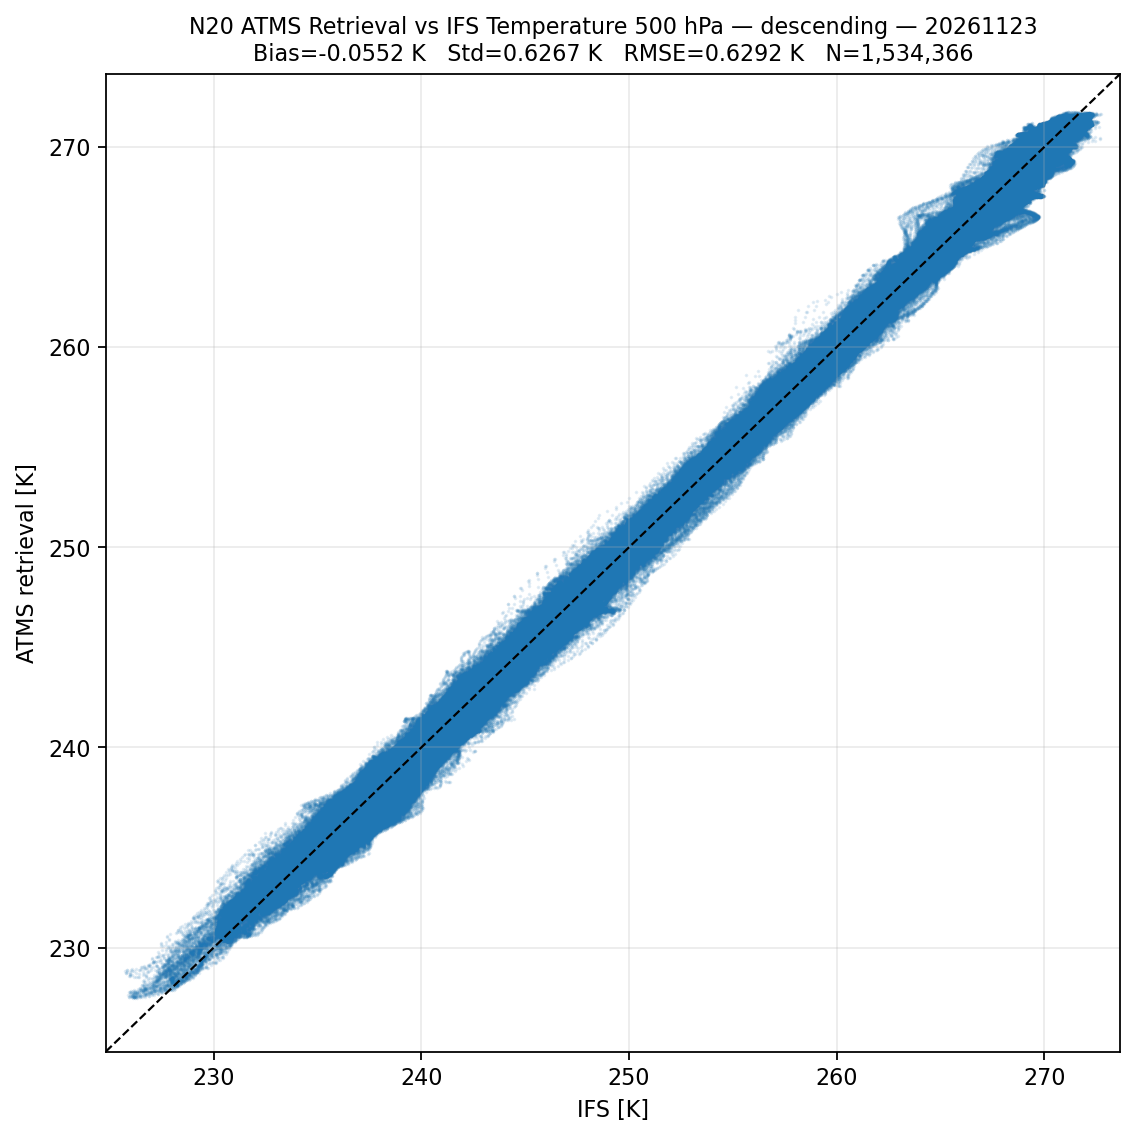 N20 ATMS Retrieval vs IFS Temperature 500 hPa — descending — 20261123
Bias=-0.0552 K   Std=0.6267 K   RMSE=0.6292 K   N=1,534,366
ATMS retrieval [K]
270
260
250
240
230
230
240
250
260
270
IFS [K]